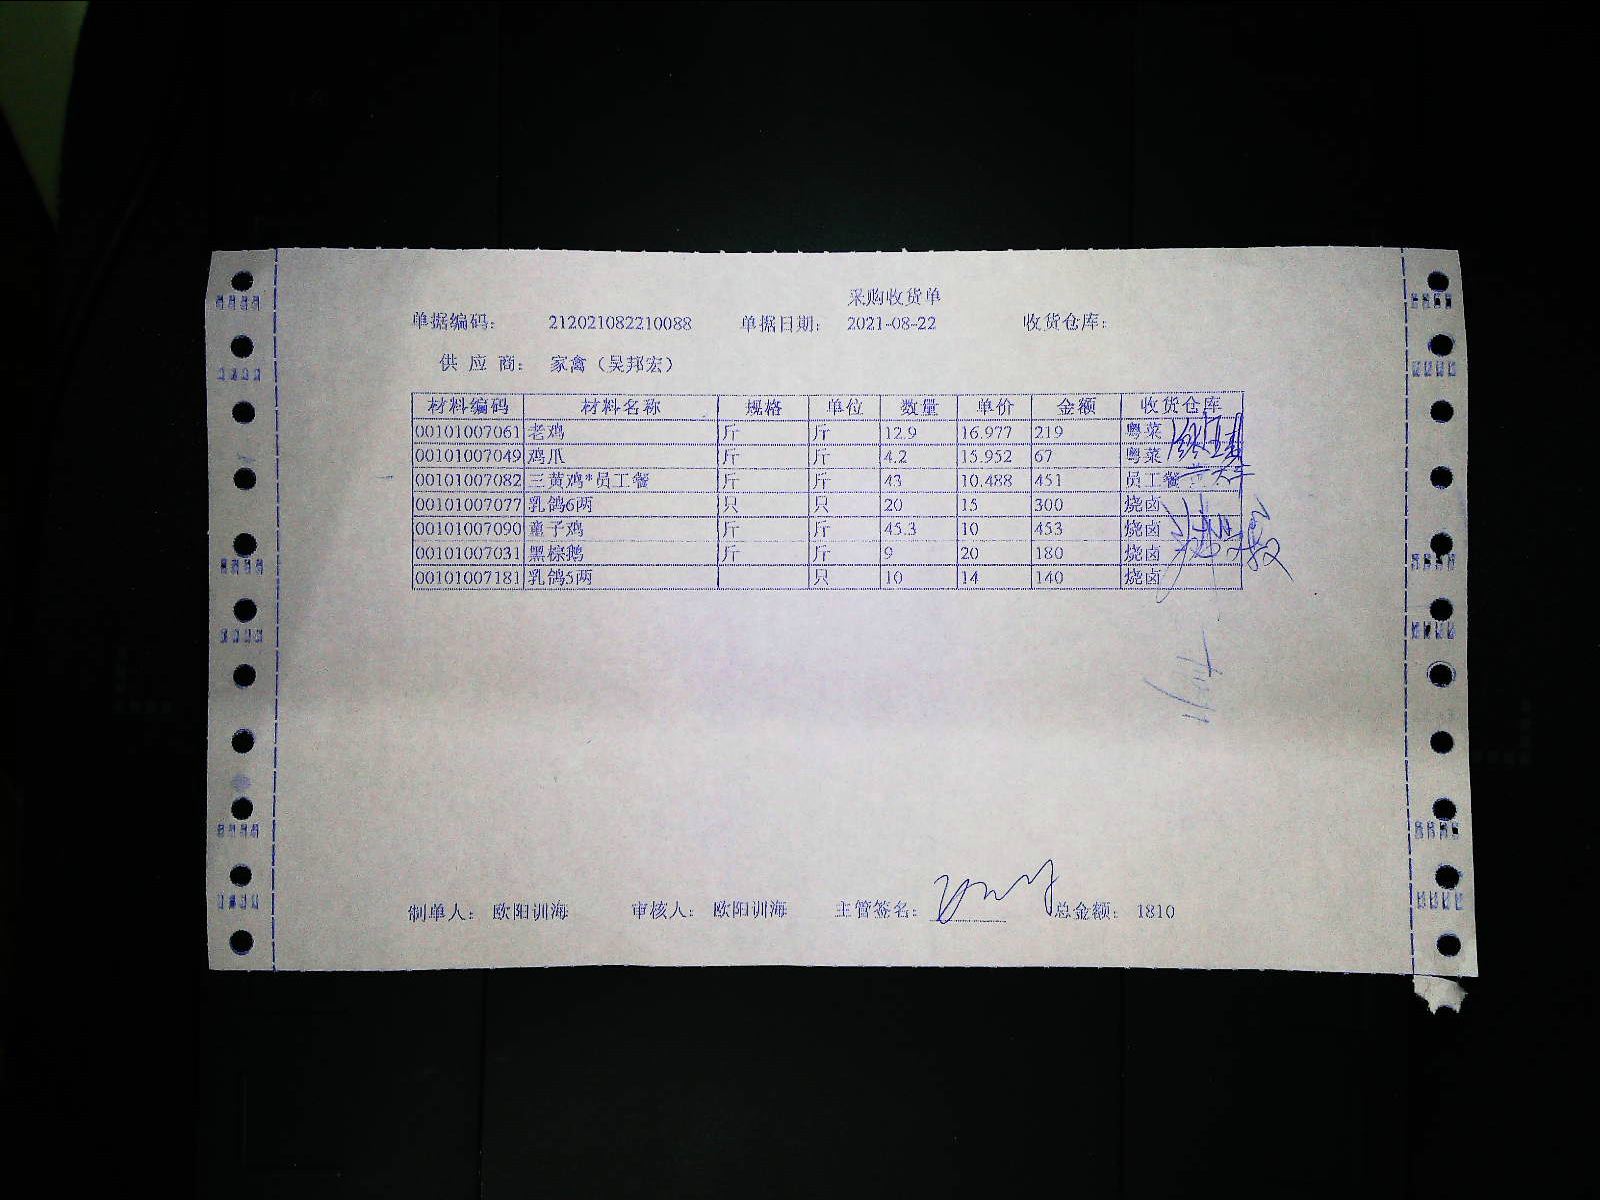 采购收货单
单据编码： 212021082210088 单据日期： 2021-08-22 收货仓库：
供 应 商： 家禽（吴邦宏）
材料编码 材料名称 规格 单位 数量 单价 金额 收货仓库
00101007061 老鸡 斤 斤 12.9 16.977 219 粤菜
00101007049 鸡爪 斤 斤 4.2 15.952 67 粤菜
00101007082 三黄鸡*员工餐 斤 斤 43 10.488 451 员工餐
00101007077 乳鸽6两 只 只 20 15 300 烧卤
00101007090 童子鸡 斤 斤 45.3 10 453 烧卤
00101007031 黑棕鹅 斤 斤 9 20 180 烧卤
00101007181 乳鸽5两 只 10 14 140 烧卤
制单人： 欧阳训海 审核人： 欧阳训海 主管签名： 总金额： 1810